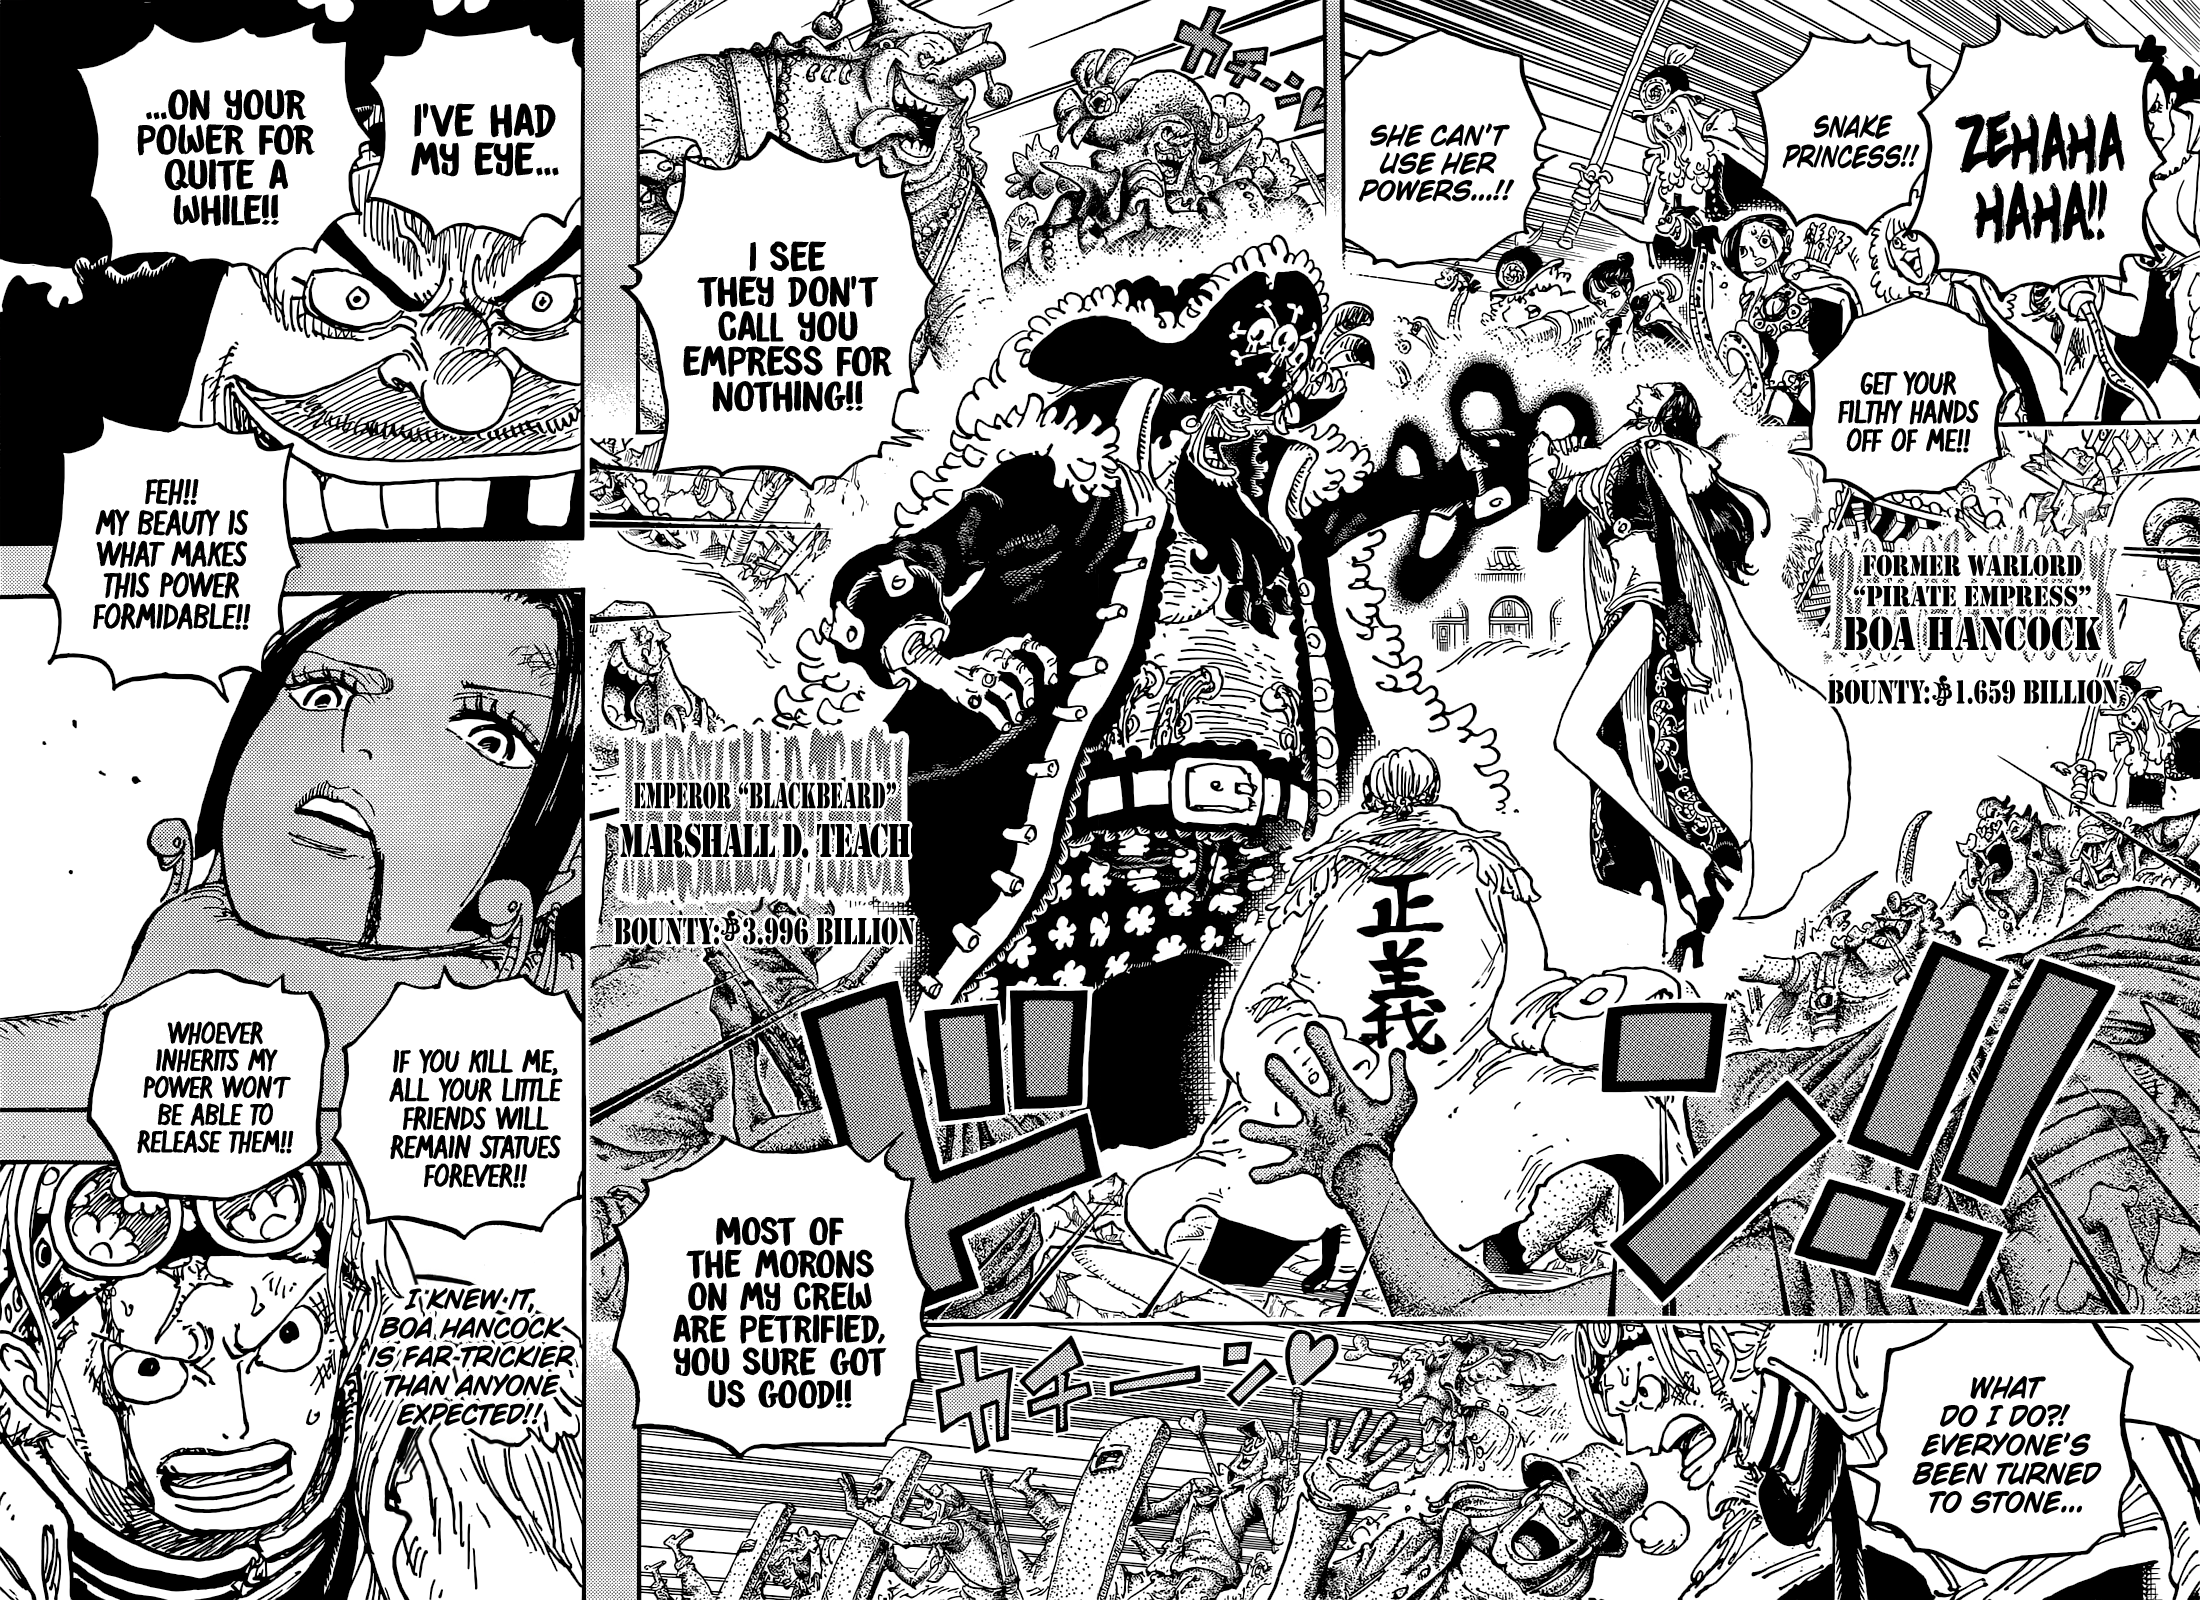 ZEHAHA
HAHA!!
SNAKE
PRINCESS!!
SHE CAN'T
USE HER
POWERS...!!
GET YOUR
FILTHY HANDS
OFF OF ME!!
FORMER WARLORD
"PIRATE EMPRESS"
BOA HANCOCK
BOUNTY: 1.659 BILLION
カチーン♡
I SEE
THEY DON'T
CALL YOU
EMPRESS FOR
NOTHING!!
EMPEROR "BLACKBEARD"
MARSHALL D. TEACH
BOUNTY: 3.996 BILLION
正義
ドン!!
WHAT
DO I DO?!
EVERYONE'S
BEEN TURNED
TO STONE...
カチーン♡
MOST OF
THE MORONS
ON MY CREW
ARE PETRIFIED,
YOU SURE GOT
US GOOD!!
I'VE HAD
MY EYE...
...ON YOUR
POWER FOR
QUITE A
WHILE!!
FEH!!
MY BEAUTY IS
WHAT MAKES
THIS POWER
FORMIDABLE!!
IF YOU KILL ME,
ALL YOUR LITTLE
FRIENDS WILL
REMAIN STATUES
FOREVER!!
WHOEVER
INHERITS MY
POWER WON'T
BE ABLE TO
RELEASE THEM!!
I KNEW IT,
BOA HANCOCK
IS FAR TRICKIER
THAN ANYONE
EXPECTED!!